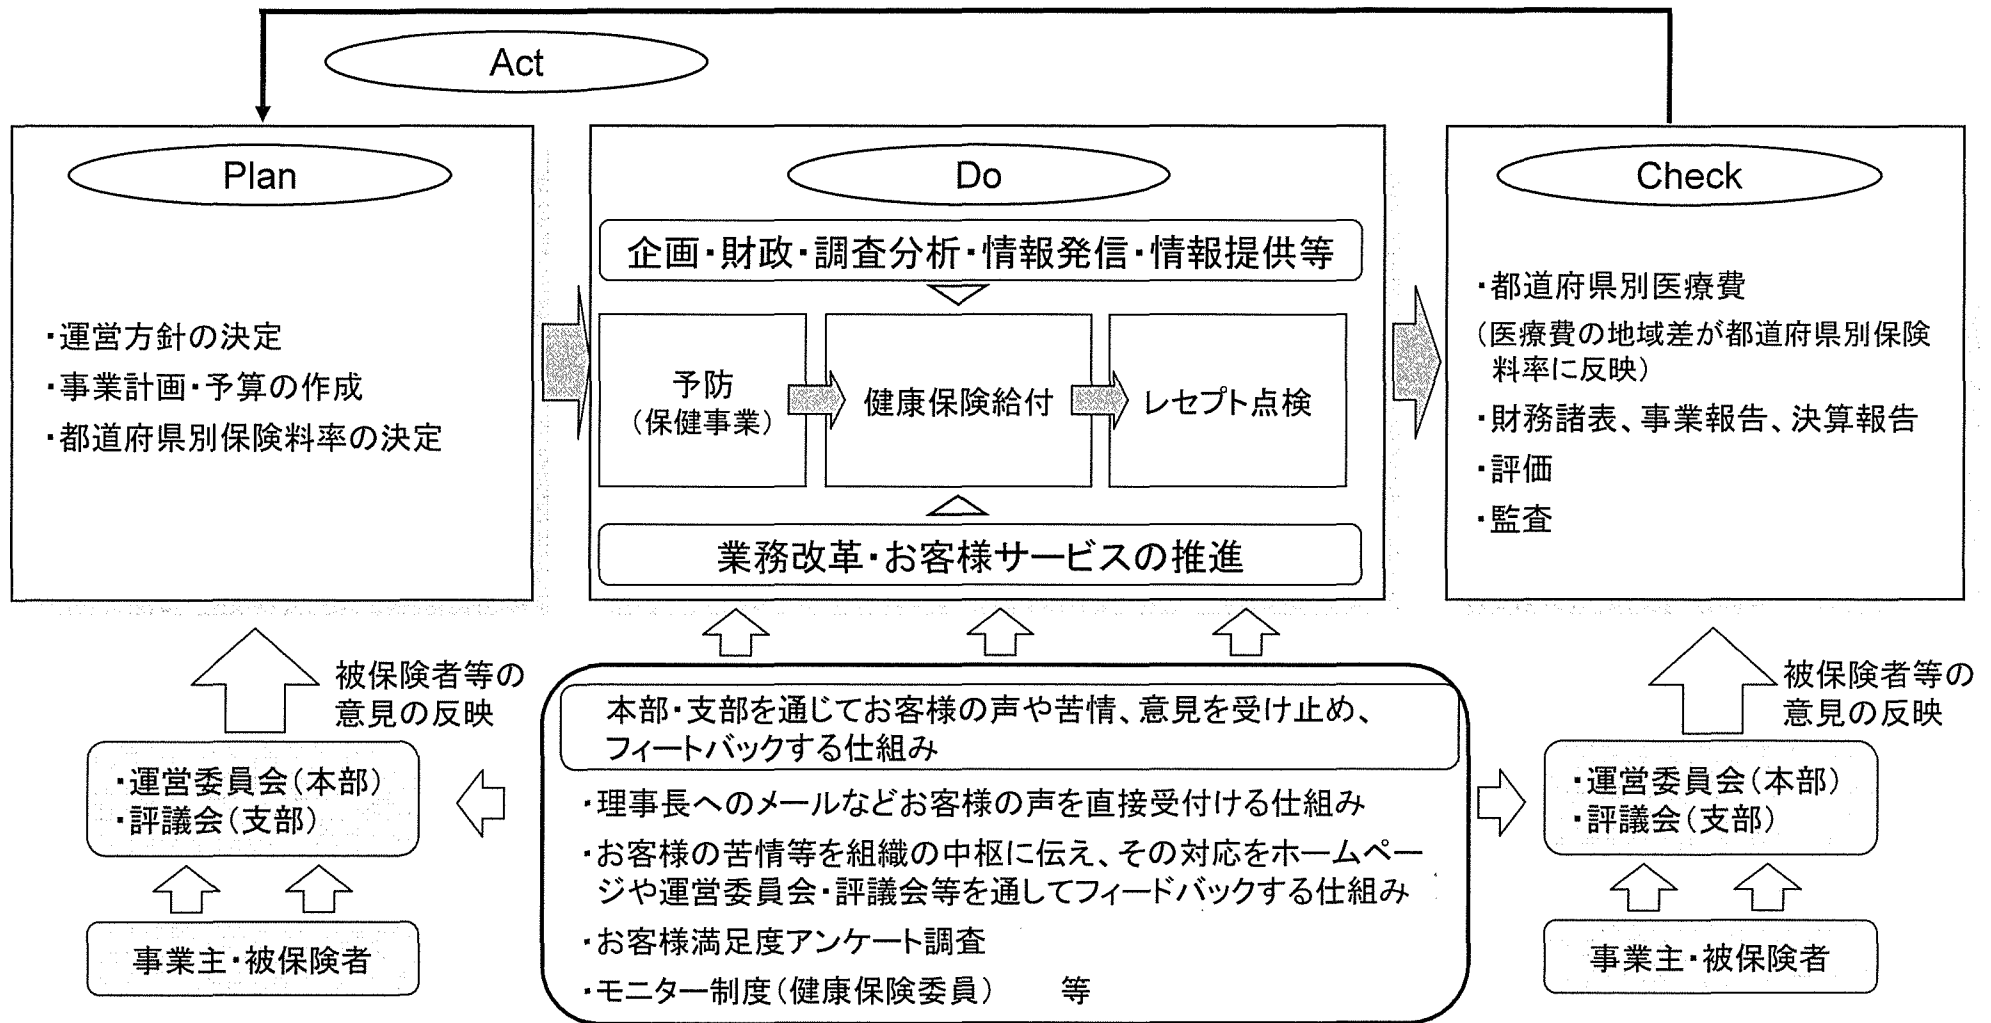 Act
Plan
・運営方針の決定
・事業計画・予算の作成
・都道府県別保険料率の決定
Do
企画・財政・調査分析・情報発信・情報提供等
予防
（保健事業）
健康保険給付
レセプト点検
業務改革・お客様サービスの推進
Check
・都道府県別医療費
（医療費の地域差が都道府県別保険
料率に反映）
・財務諸表、事業報告、決算報告
・評価
・監査
被保険者等の
意見の反映
・運営委員会（本部）
・評議会（支部）
事業主・被保険者
本部・支部を通じてお客様の声や苦情、意見を受け止め、
フィートバックする仕組み
・理事長へのメールなどお客様の声を直接受付ける仕組み
・お客様の苦情等を組織の中枢に伝え、その対応をホームペー
ジや運営委員会・評議会等を通してフィードバックする仕組み
・お客様満足度アンケート調査
・モニター制度（健康保険委員）　　等
被保険者等の
意見の反映
・運営委員会（本部）
・評議会（支部）
事業主・被保険者